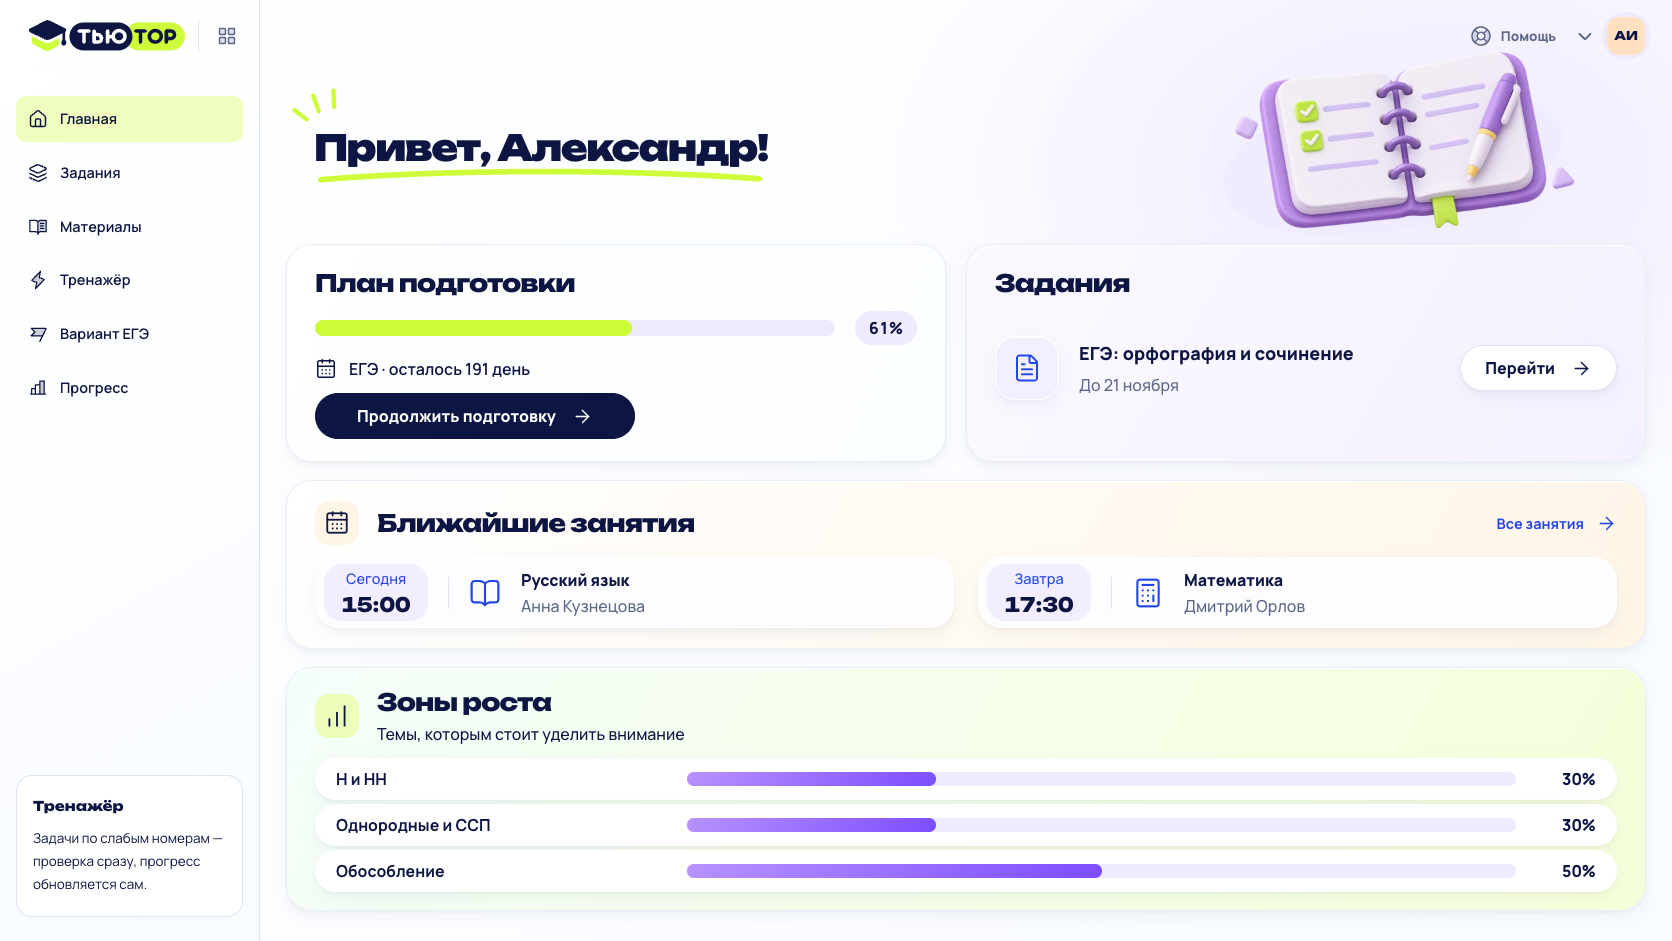 ТЬЮТОР
Помощь
АИ
Главная
Задания
Материалы
Тренажёр
Вариант ЕГЭ
Прогресс
Тренажёр
Задачи по слабым номерам —
проверка сразу, прогресс
обновляется сам.
Привет, Александр!
План подготовки
61%
ЕГЭ · осталось 191 день
Продолжить подготовку
Задания
ЕГЭ: орфография и сочинение
До 21 ноября
Перейти
Ближайшие занятия
Все занятия
Сегодня
15:00
Русский язык
Анна Кузнецова
Завтра
17:30
Математика
Дмитрий Орлов
Зоны роста
Темы, которым стоит уделить внимание
Н и НН
30%
Однородные и ССП
30%
Обособление
50%